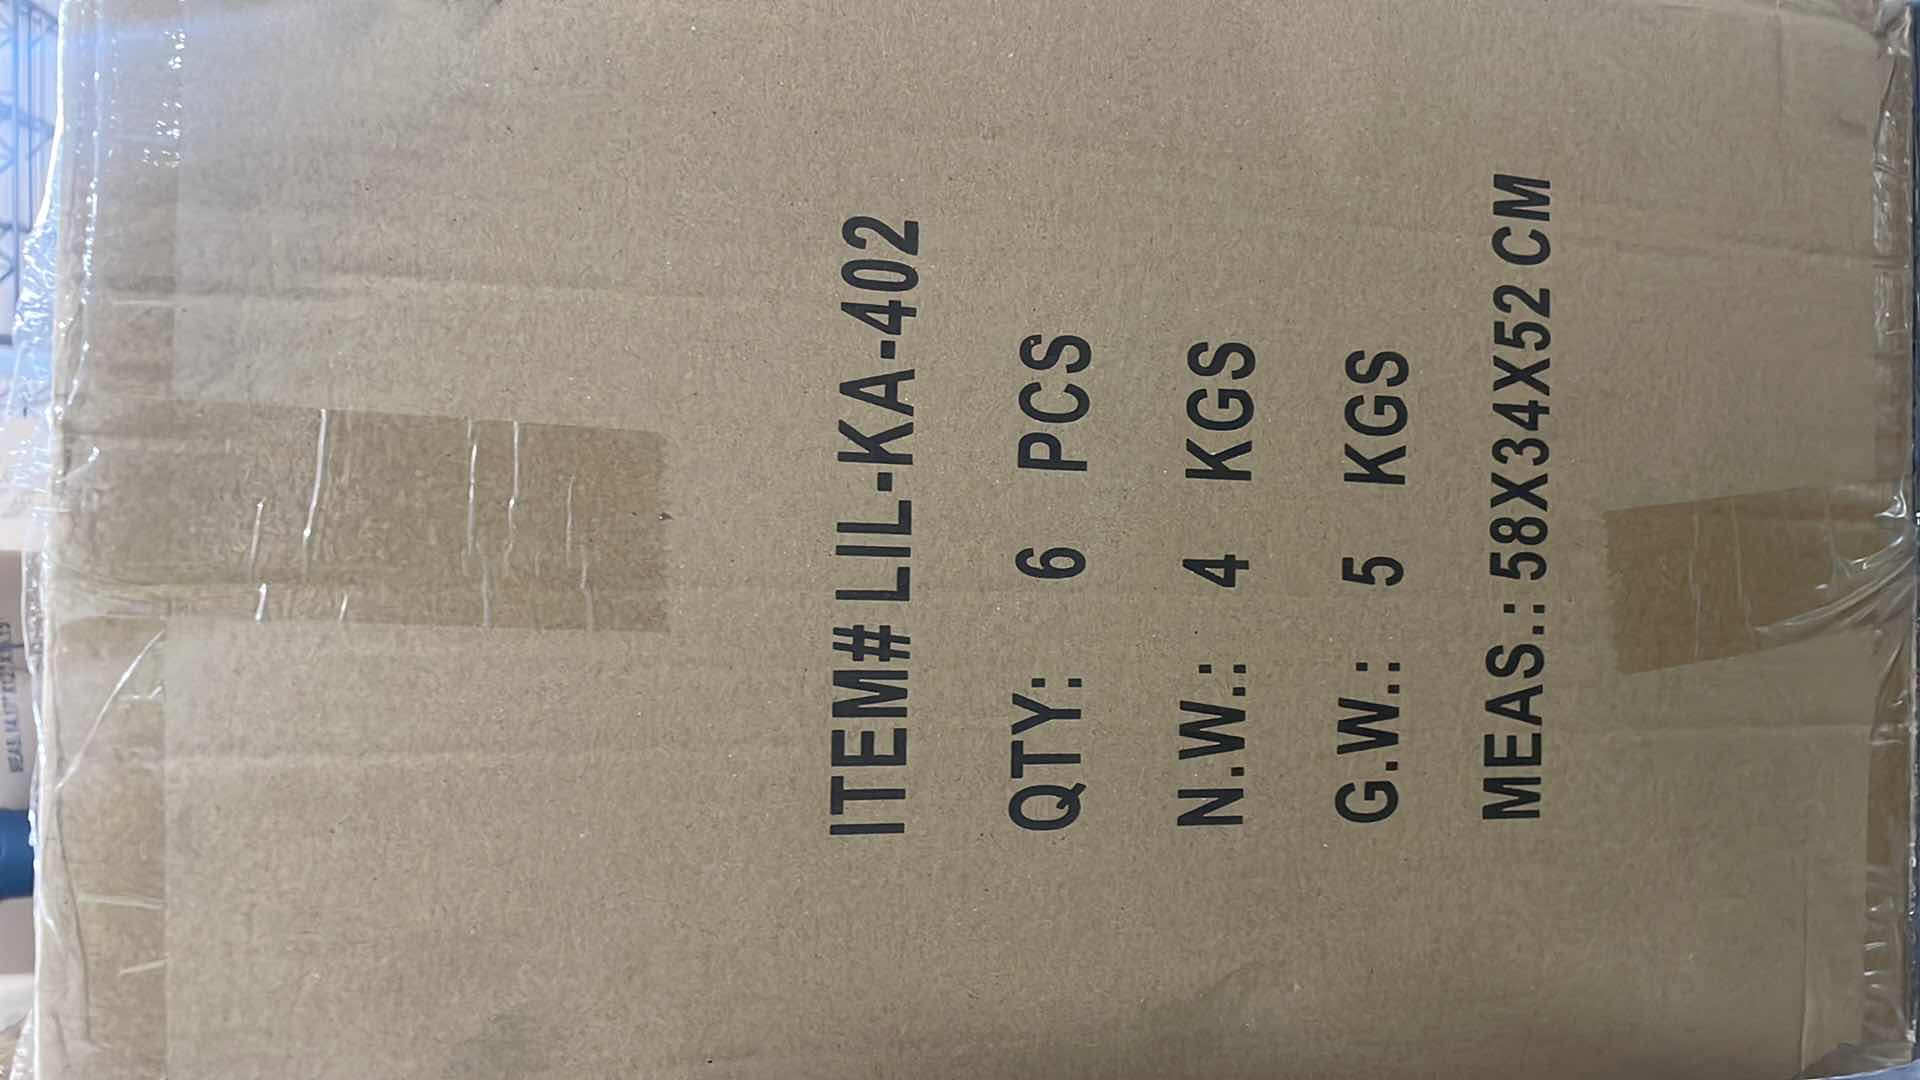 ITEM# LIL-KA-402
QTY: 6 PCS
N.W.: 4 KGS
G.W.: 5 KGS
MEAS.: 58X34X52 CM